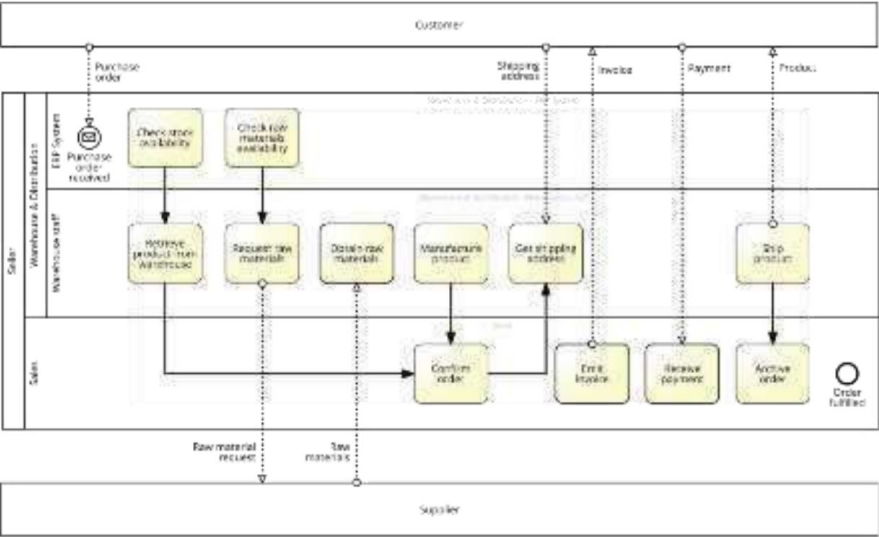 Customer
Purchase
order
Shipping
address
Invoice
Payment
Product
Seller
Warehouse & Distribution
ERP System
Purchase
order
received
Check stock
availability
Check raw
materials
availability
Warehouse staff
Retrieve
product from
warehouse
Request raw
materials
Obtain raw
materials
Manufacture
product
Get shipping
address
Ship
product
Sales
Confirm
order
Emit
invoice
Receive
payment
Archive
order
Order
fulfilled
Raw material
request
Raw
materials
Supplier